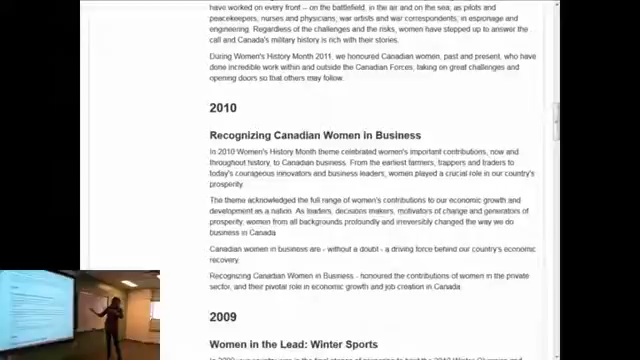 have worked on every front – on the battlefield, in the air and on the sea; as pilots and
peacekeepers, nurses and physicians; war artists and war correspondents; in espionage and
engineering. Regardless of the challenges and the risks, women have stepped up to answer the
call and Canada's military history is rich with their stories.
During Women's History Month 2011, we honoured Canadian women, past and present, who have
done incredible work within and outside the Canadian Forces, taking on great challenges and
opening doors so that others may follow.
2010
Recognizing Canadian Women in Business
In 2010 Women's History Month theme celebrated women's important contributions, now and
throughout history, to Canadian business. From the earliest farmers, trappers and traders to
today's courageous innovators and business leaders, women played a crucial role in our country's
prosperity.
The theme acknowledged the full range of women's contributions to our economic growth and
development as a nation. As leaders, decision makers, motivators of change and generators of
prosperity, women from all backgrounds profoundly and irreversibly changed the way we do
business in Canada
Canadian women in business are - without a doubt - a driving force behind our country's economic
recovery.
Recognizing Canadian Women in Business - honoured the contributions of women in the private
sector, and their pivotal role in economic growth and job creation in Canada
2009
Women in the Lead: Winter Sports